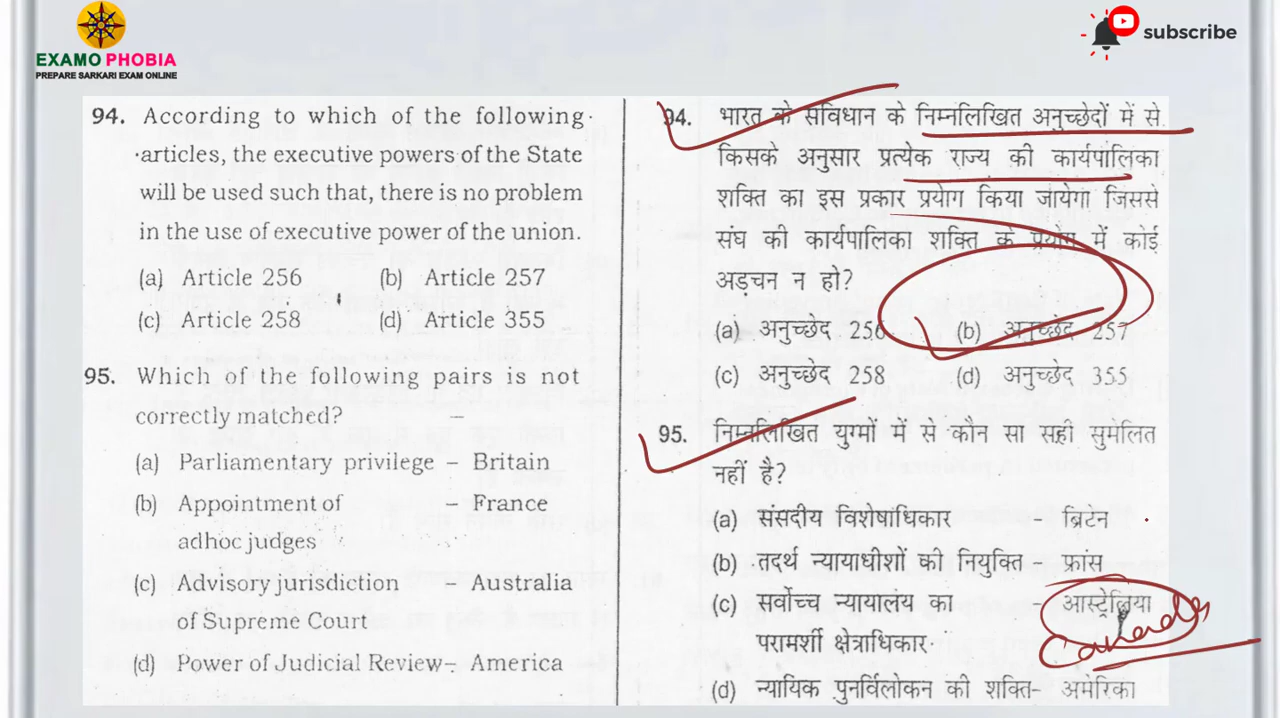 EXAMO PHOBIA
PREPARE SARKARI EXAM ONLINE
subscribe
94. According to which of the following
articles, the executive powers of the State
will be used such that, there is no problem
in the use of executive power of the union.
(a) Article 256 (b) Article 257
(c) Article 258 (d) Article 355
95. Which of the following pairs is not
correctly matched?
(a) Parliamentary privilege – Britain
(b) Appointment of – France
adhoc judges
(c) Advisory jurisdiction – Australia
of Supreme Court
(d) Power of Judicial Review – America
94. भारत के संविधान के निम्नलिखित अनुच्छेदों में से
किसके अनुसार प्रत्येक राज्य की कार्यपालिका
शक्ति का इस प्रकार प्रयोग किया जायेगा जिससे
संघ की कार्यपालिका शक्ति के प्रयोग में कोई
अड़चन न हो?
(a) अनुच्छेद 256 (b) अनुच्छेद 257
(c) अनुच्छेद 258 (d) अनुच्छेद 355
95. निम्नलिखित युग्मों में से कौन सा सही सुमेलित
नहीं है?
(a) संसदीय विशेषाधिकार – ब्रिटेन
(b) तदर्थ न्यायाधीशों की नियुक्ति – फ्रांस
(c) सर्वोच्च न्यायालय का आस्ट्रेलिया
परामर्शी क्षेत्राधिकार – Canada
(d) न्यायिक पुनर्विलोकन की शक्ति– अमेरिका